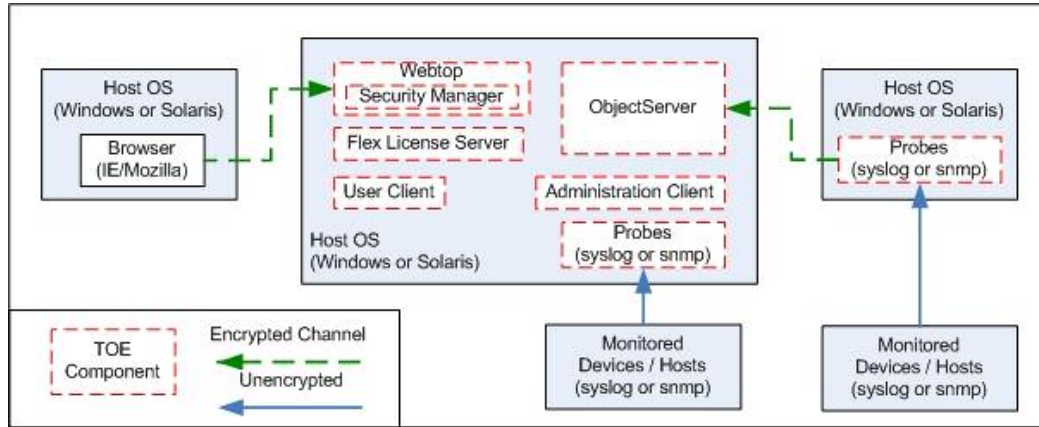 Host OS
(Windows or Solaris)
Browser
(IE/Mozilla)
Webtop
Security Manager
Flex License Server
User Client
ObjectServer
Administration Client
Host OS
(Windows or Solaris)
Probes
(syslog or snmp)
Host OS
(Windows or Solaris)
Probes
(syslog or snmp)
TOE
Component
Encrypted Channel
Unencrypted
Monitored
Devices / Hosts
(syslog or snmp)
Monitored
Devices / Hosts
(syslog or snmp)